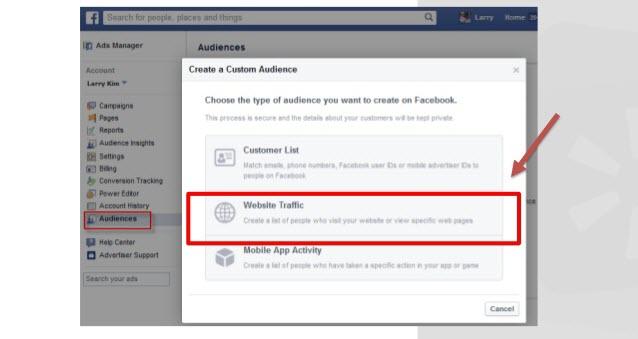 f Search for people, places and things Larry Home
Ads Manager
Audiences
Account
Larry Kim
Campaigns
Pages
Reports
Audience Insights
Settings
Billing
Conversion Tracking
Power Editor
Account History
Audiences
Help Center
Advertiser Support
Search your ads
Create a Custom Audience ×
Choose the type of audience you want to create on Facebook.
This process is secure and the details about your customers will be kept private.
Customer List
Match emails, phone numbers, Facebook user IDs or mobile advertiser IDs to
people on Facebook
Website Traffic
Create a list of people who visit your website or view specific web pages
Mobile App Activity
Create a list of people who have taken a specific action in your app or game
Cancel